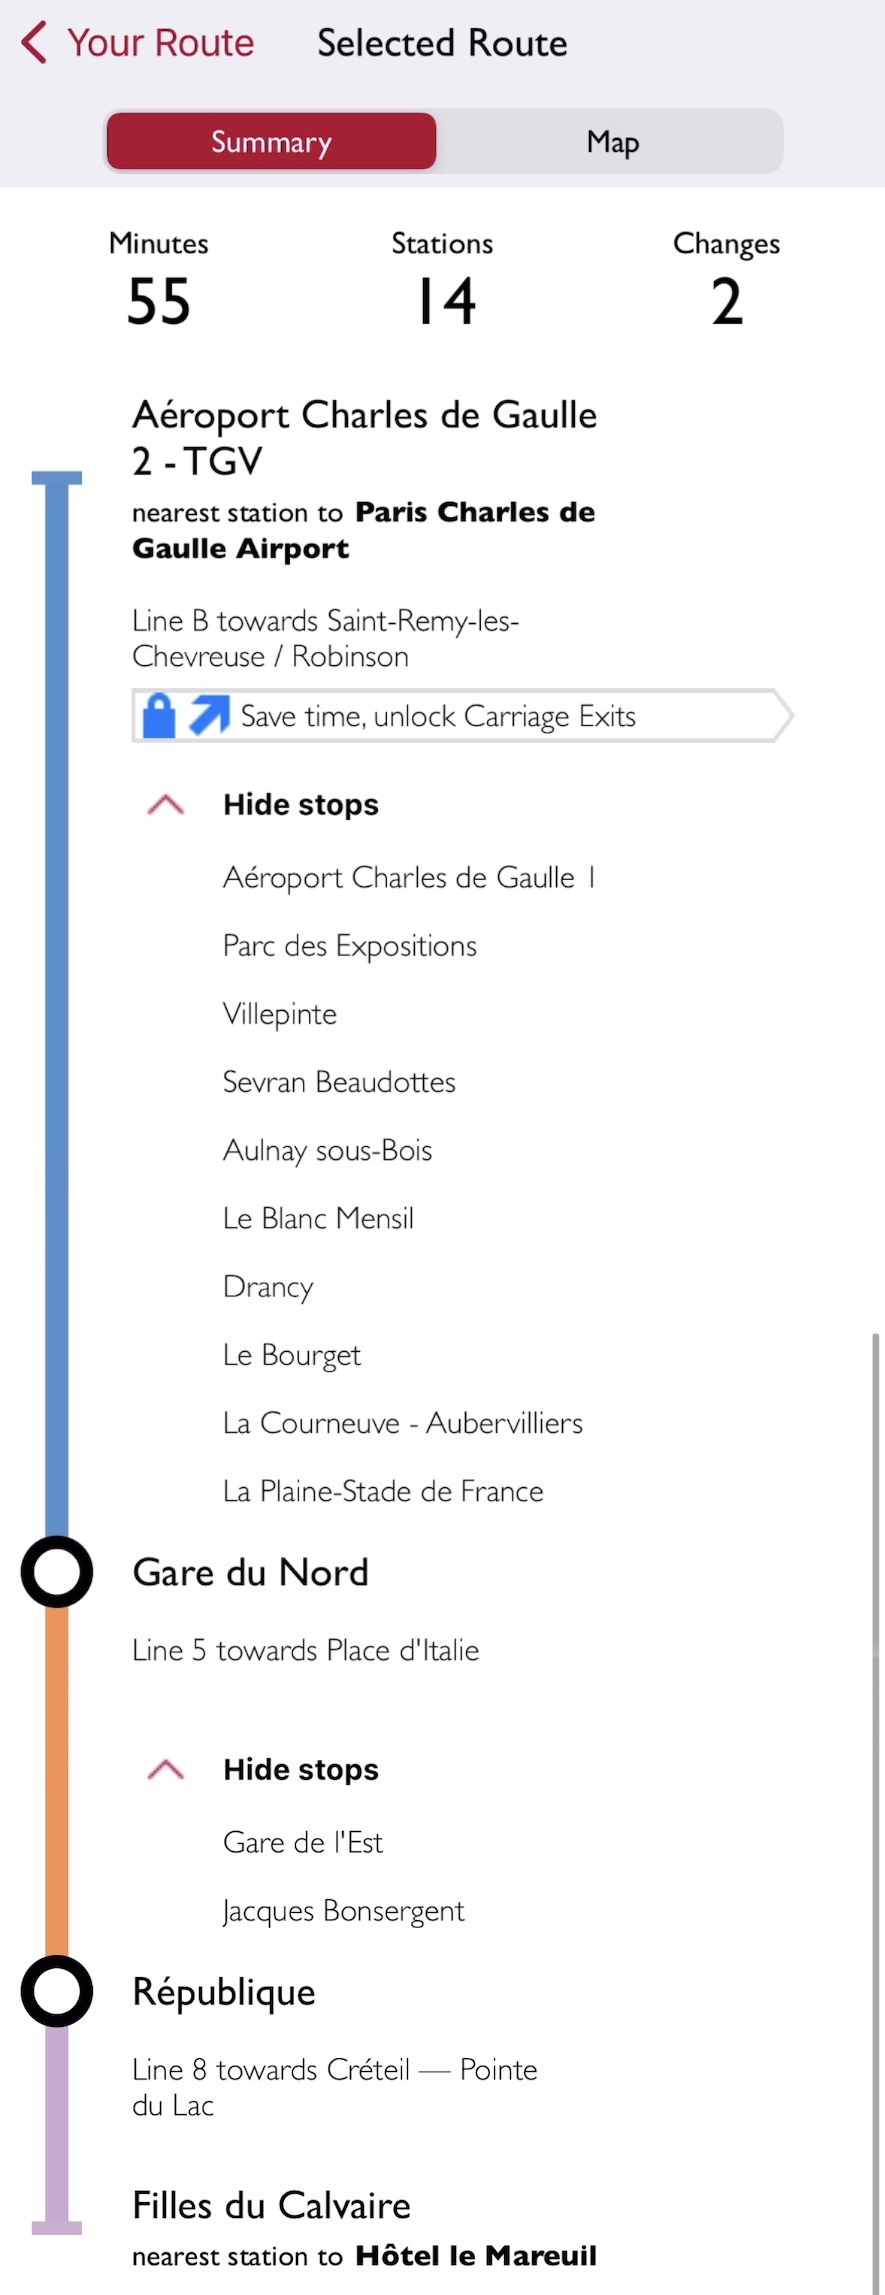 Your Route
Selected Route
Summary
Map
Minutes
Stations
Changes
55
14
2
Aéroport Charles de Gaulle
2 - TGV
nearest station to Paris Charles de
Gaulle Airport
Line B towards Saint-Remy-les-
Chevreuse / Robinson
Save time, unlock Carriage Exits
Hide stops
Aéroport Charles de Gaulle 1
Parc des Expositions
Villepinte
Sevran Beaudottes
Aulnay sous-Bois
Le Blanc Mensil
Drancy
Le Bourget
La Courneuve - Aubervilliers
La Plaine-Stade de France
Gare du Nord
Line 5 towards Place d'Italie
Hide stops
Gare de l'Est
Jacques Bonsergent
République
Line 8 towards Créteil — Pointe
du Lac
Filles du Calvaire
nearest station to Hôtel le Mareuil